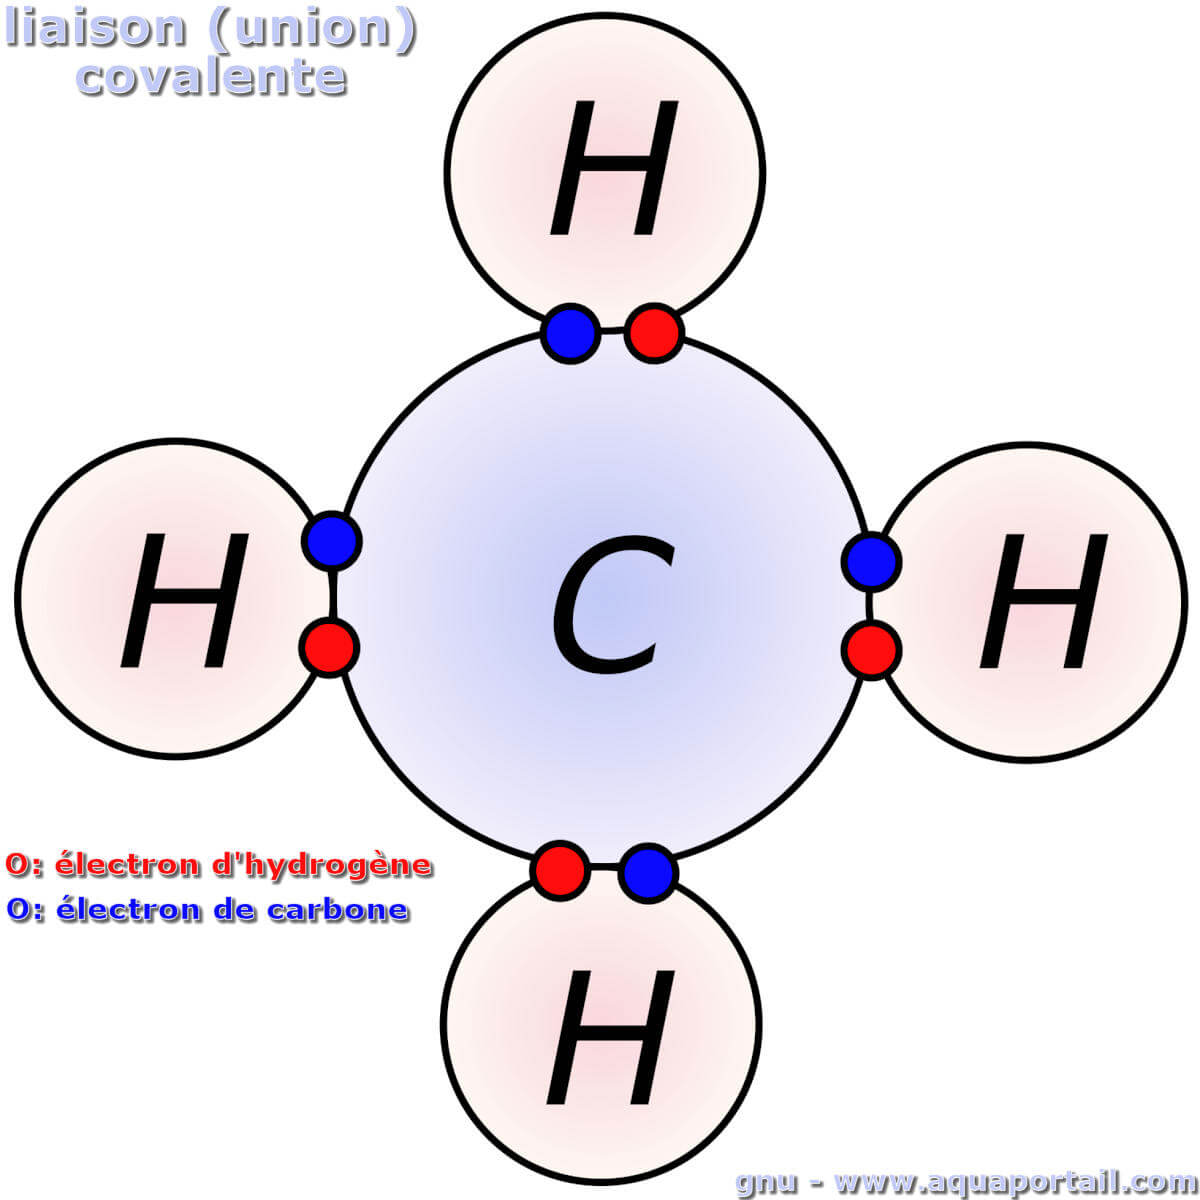 liaison (union)
covalente
H
H
C
H
O: électron d'hydrogène
O: électron de carbone
H
gnu - www.aquaportail.com